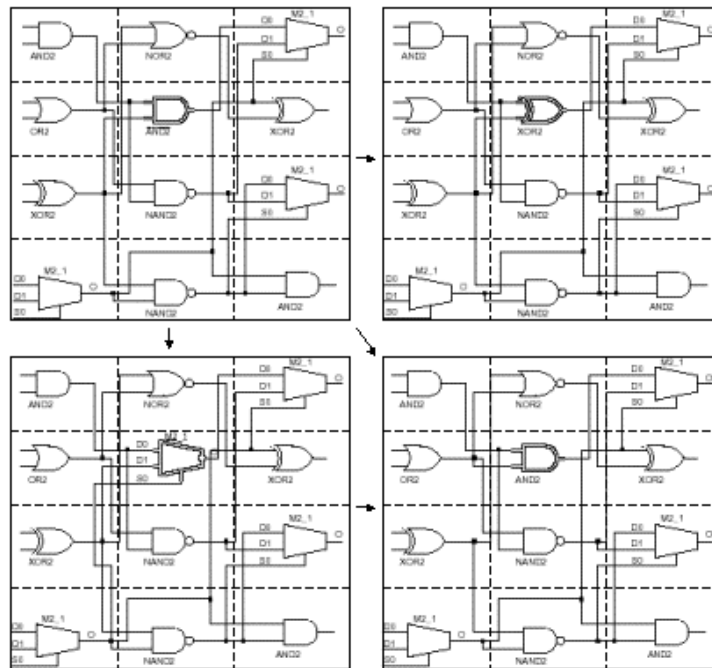 M2_1
D0
D1
S0
O
AND2
NOR2
OR2
AND2
XOR2
M2_1
D0
D1
S0
O
XOR2
NAND2
M2_1
D0
D1
S0
O
NAND2
AND2
M2_1
D0
D1
S0
O
AND2
NOR2
OR2
XOR2
XOR2
M2_1
D0
D1
S0
O
XOR2
NAND2
M2_1
D0
D1
S0
O
NAND2
AND2
M2_1
D0
D1
S0
O
AND2
NOR2
M2_1
D0
D1
S0
OR2
XOR2
M2_1
D0
D1
S0
O
XOR2
NAND2
M2_1
D0
D1
S0
O
NAND2
AND2
M2_1
D0
D1
S0
O
AND2
NOR2
OR2
AND2
XOR2
M2_1
D0
D1
S0
O
XOR2
NAND2
M2_1
D0
D1
S0
O
NAND2
AND2